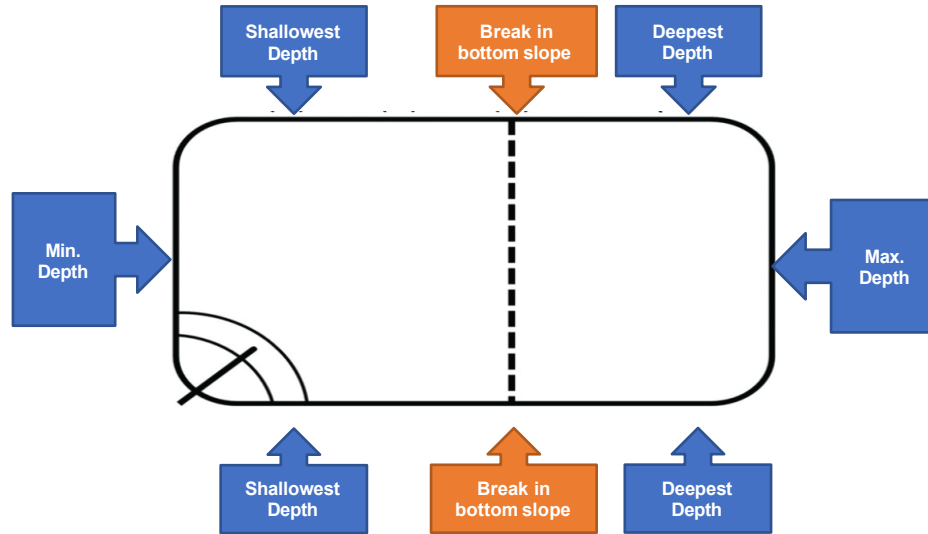 Shallowest
Depth
Break in
bottom slope
Deepest
Depth
Min.
Depth
Max.
Depth
Shallowest
Depth
Break in
bottom slope
Deepest
Depth